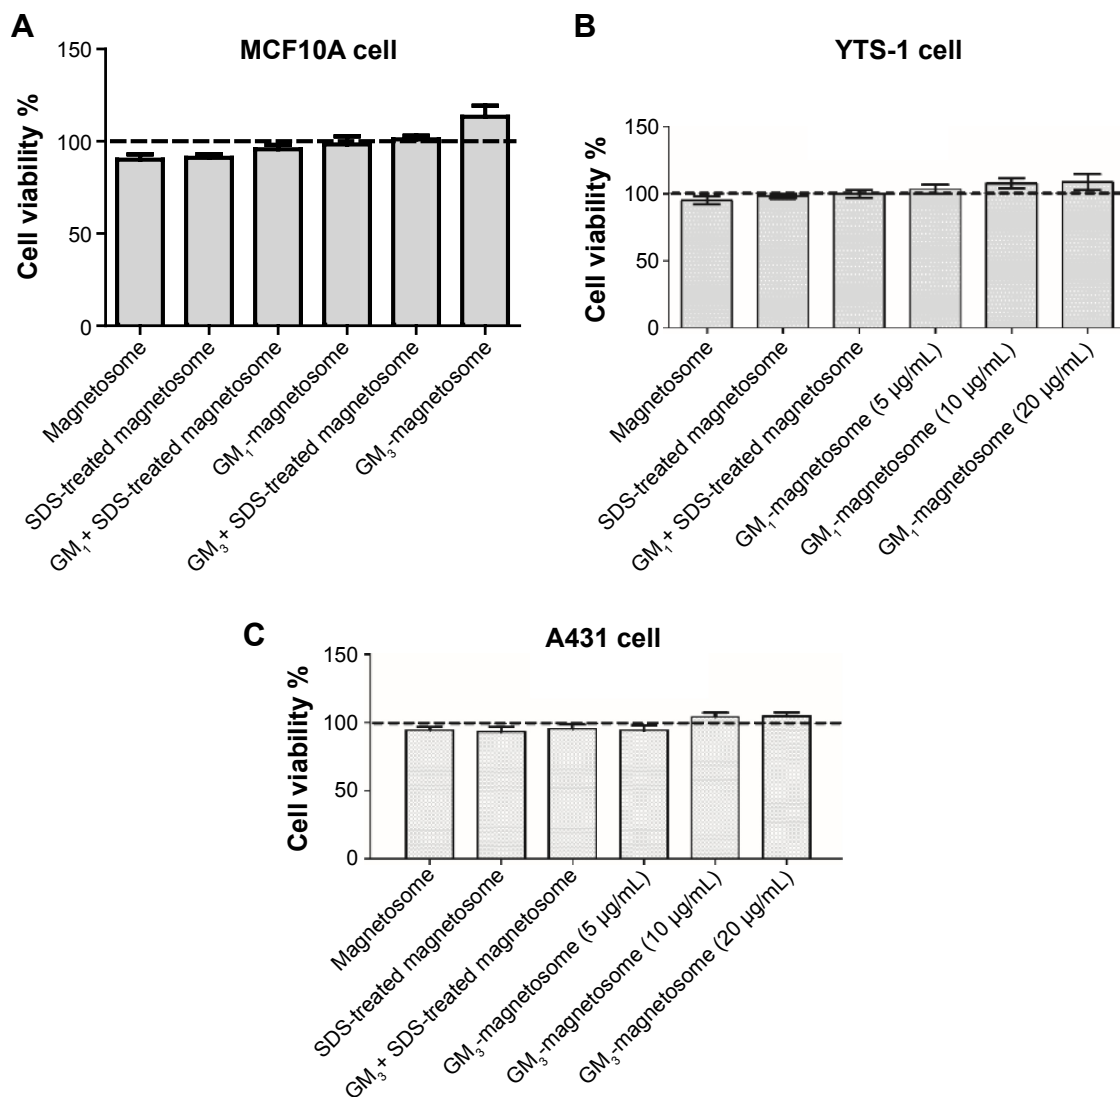 A
MCF10A cell
Cell viability %
150
100
50
0
Magnetosome
SDS-treated magnetosome
GM₁+ SDS-treated magnetosome
GM₁-magnetosome
GM₃+ SDS-treated magnetosome
GM₃-magnetosome
B
YTS-1 cell
Cell viability %
150
100
50
0
Magnetosome
SDS-treated magnetosome
GM₁+ SDS-treated magnetosome
GM₁-magnetosome (5 µg/mL)
GM₁-magnetosome (10 µg/mL)
GM₁-magnetosome (20 µg/mL)
C
A431 cell
Cell viability %
150
100
50
0
Magnetosome
SDS-treated magnetosome
GM₃+ SDS-treated magnetosome
GM₃-magnetosome (5 µg/mL)
GM₃-magnetosome (10 µg/mL)
GM₃-magnetosome (20 µg/mL)